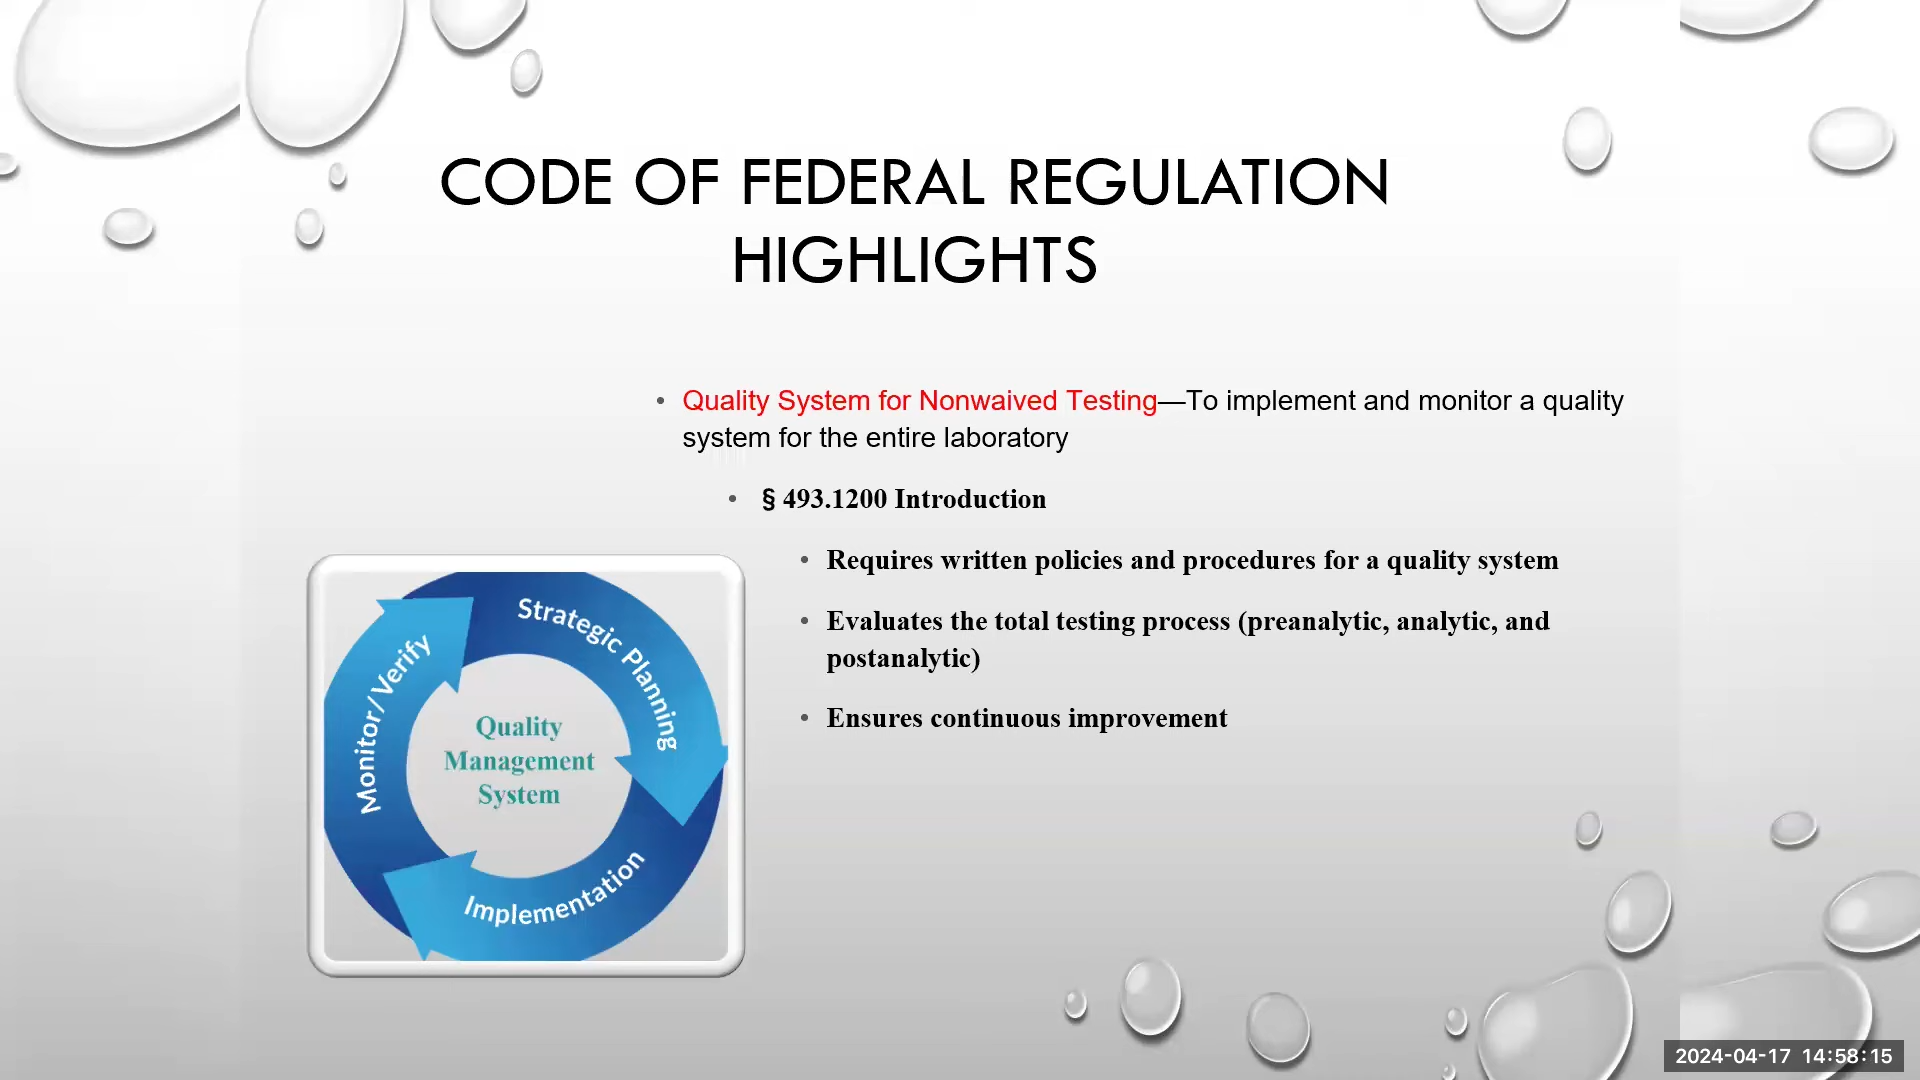 CODE OF FEDERAL REGULATION
HIGHLIGHTS
• Quality System for Nonwaived Testing—To implement and monitor a quality
system for the entire laboratory
• § 493.1200 Introduction
• Requires written policies and procedures for a quality system
• Evaluates the total testing process (preanalytic, analytic, and
postanalytic)
• Ensures continuous improvement
Strategic Planning
Implementation
Monitor/Verify
Quality
Management
System
2024-04-17 14:58:15